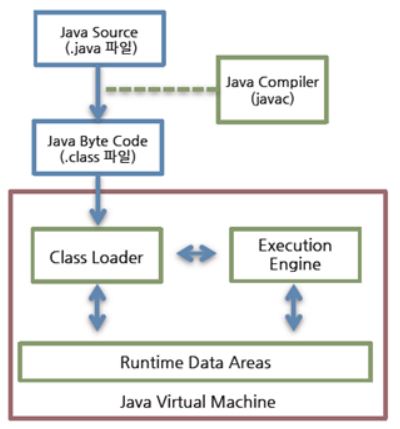 Java Source
(.java 파일)
Java Compiler
(javac)
Java Byte Code
(.class 파일)
Class Loader
Execution
Engine
Runtime Data Areas
Java Virtual Machine